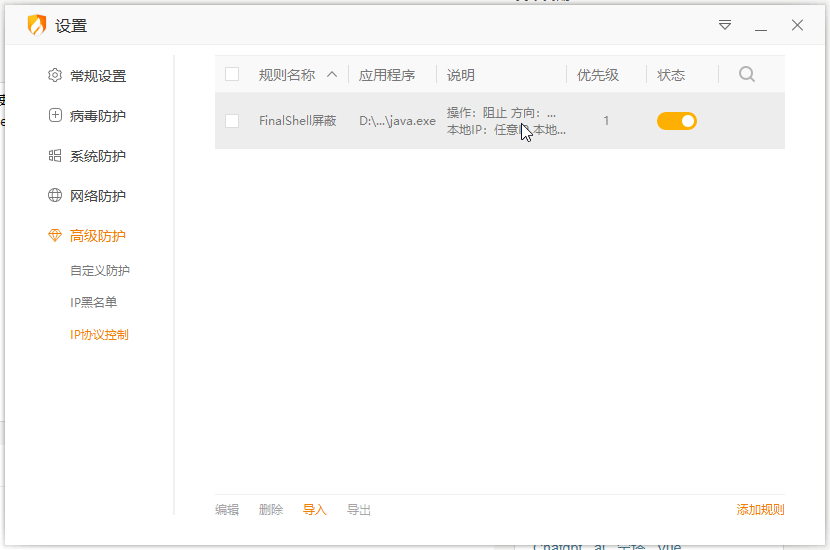 设置
常规设置
病毒防护
系统防护
网络防护
高级防护
自定义防护
IP黑名单
IP协议控制
规则名称 应用程序 说明 优先级 状态
FinalShell屏蔽 D:\...\java.exe 操作：阻止 方向：... 1
本地IP：任意 本地...
编辑 删除 导入 导出 添加规则